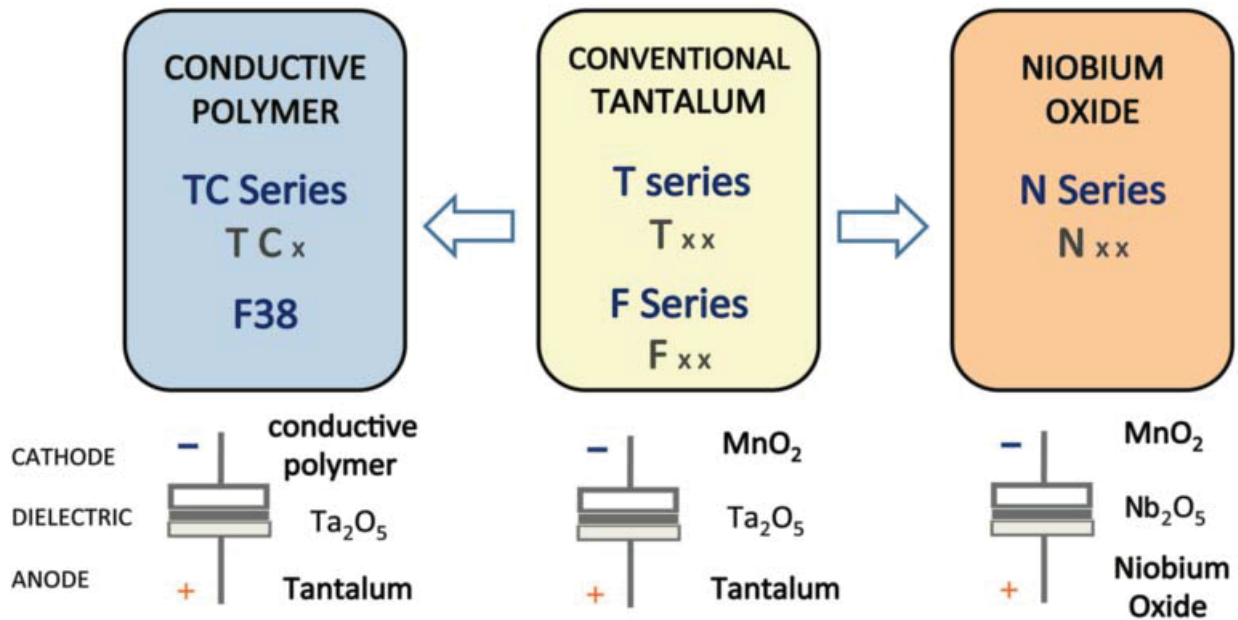 CONDUCTIVE
POLYMER
TC Series
T C x
F38
CONVENTIONAL
TANTALUM
T series
T x x
F Series
F x x
NIOBIUM
OXIDE
N Series
N x x
CATHODE
DIELECTRIC
ANODE
−
conductive
polymer
Ta₂O₅
+
Tantalum
−
MnO₂
Ta₂O₅
+
Tantalum
−
MnO₂
Nb₂O₅
+
Niobium
Oxide